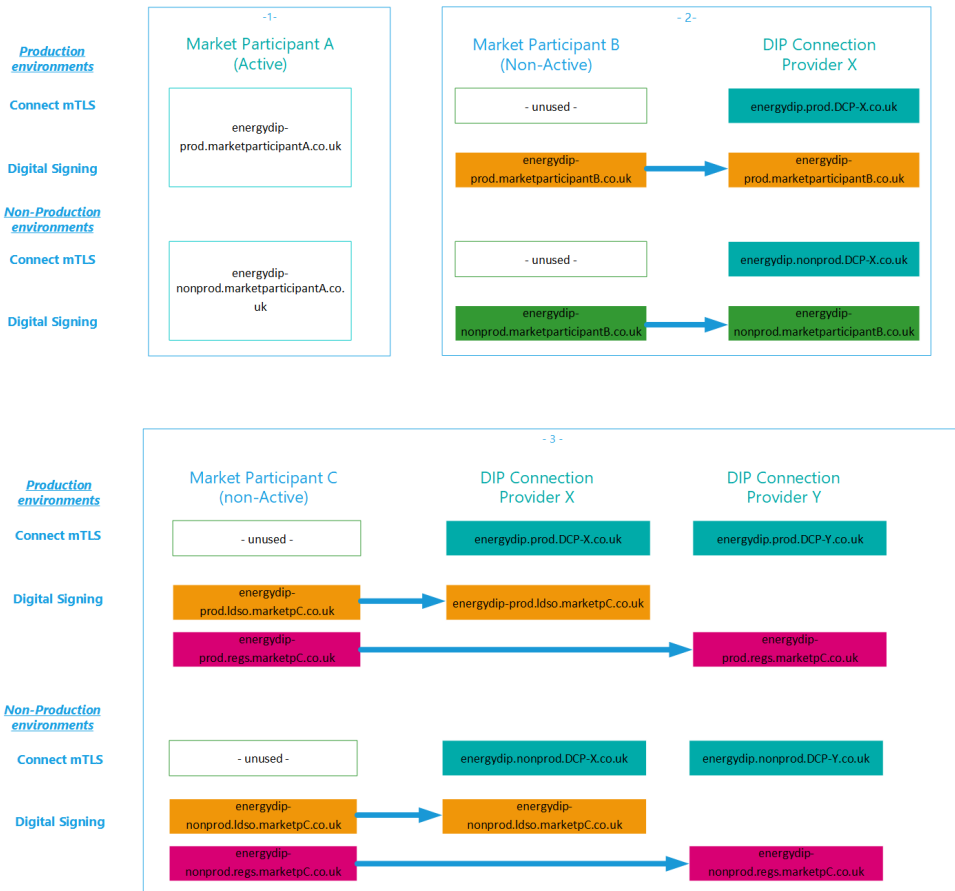 -1-
Market Participant A
(Active)
Production
environments
Connect mTLS
energydip-
prod.marketparticipantA.co.uk
Digital Signing
Non-Production
environments
Connect mTLS
energydip-
nonprod.marketparticipantA.co.
uk
Digital Signing
- 2-
Market Participant B
(Non-Active)
DIP Connection
Provider X
- unused -
energydip.prod.DCP-X.co.uk
energydip-
prod.marketparticipantB.co.uk
energydip-
prod.marketparticipantB.co.uk
- unused -
energydip.nonprod.DCP-X.co.uk
energydip-
nonprod.marketparticipantB.co.uk
energydip-
nonprod.marketparticipantB.co.uk
- 3 -
Market Participant C
(non-Active)
DIP Connection
Provider X
DIP Connection
Provider Y
Production
environments
Connect mTLS
- unused -
energydip.prod.DCP-X.co.uk
energydip.prod.DCP-Y.co.uk
Digital Signing
energydip-
prod.ldso.marketpC.co.uk
energydip-prod.ldso.marketpC.co.uk
energydip-
prod.regs.marketpC.co.uk
energydip-
prod.regs.marketpC.co.uk
Non-Production
environments
Connect mTLS
- unused -
energydip.nonprod.DCP-X.co.uk
energydip.nonprod.DCP-Y.co.uk
Digital Signing
energydip-
nonprod.ldso.marketpC.co.uk
energydip-
nonprod.ldso.marketpC.co.uk
energydip-
nonprod.regs.marketpC.co.uk
energydip-
nonprod.regs.marketpC.co.uk